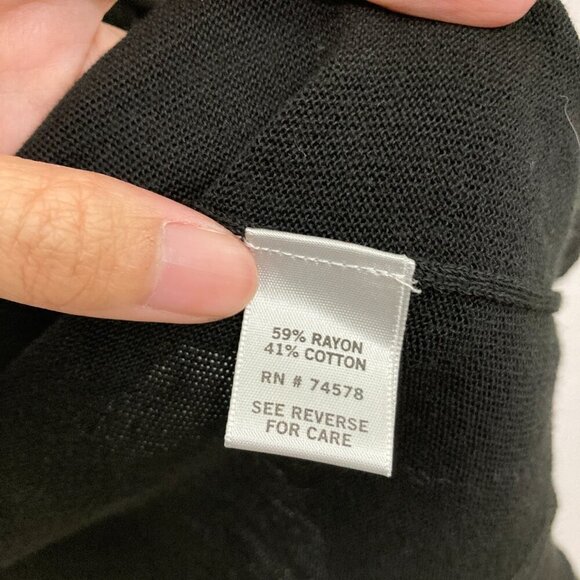 59% RAYON
41% COTTON
RN # 74578
SEE REVERSE
FOR CARE